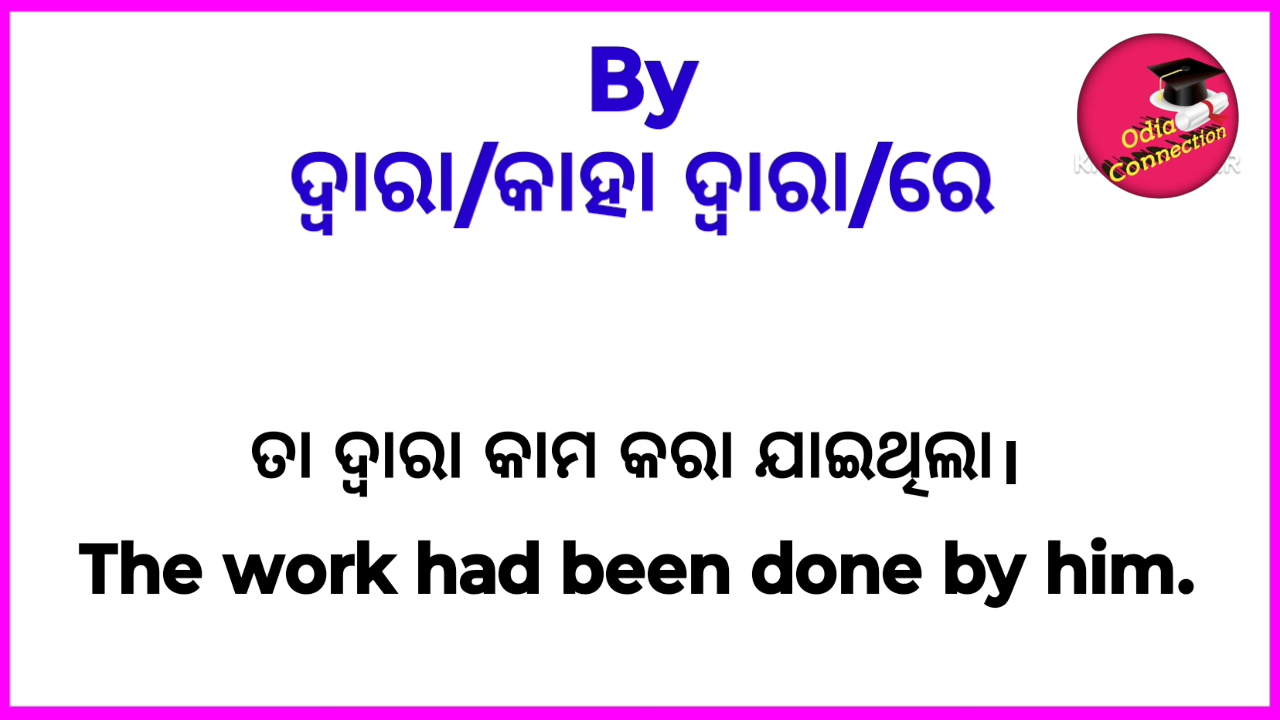 By
ଦ୍ୱାରା/କାହା ଦ୍ୱାରା/ରେ
Odia
Connection
ତା ଦ୍ୱାରା କାମ କରା ଯାଇଥିଲା।
The work had been done by him.